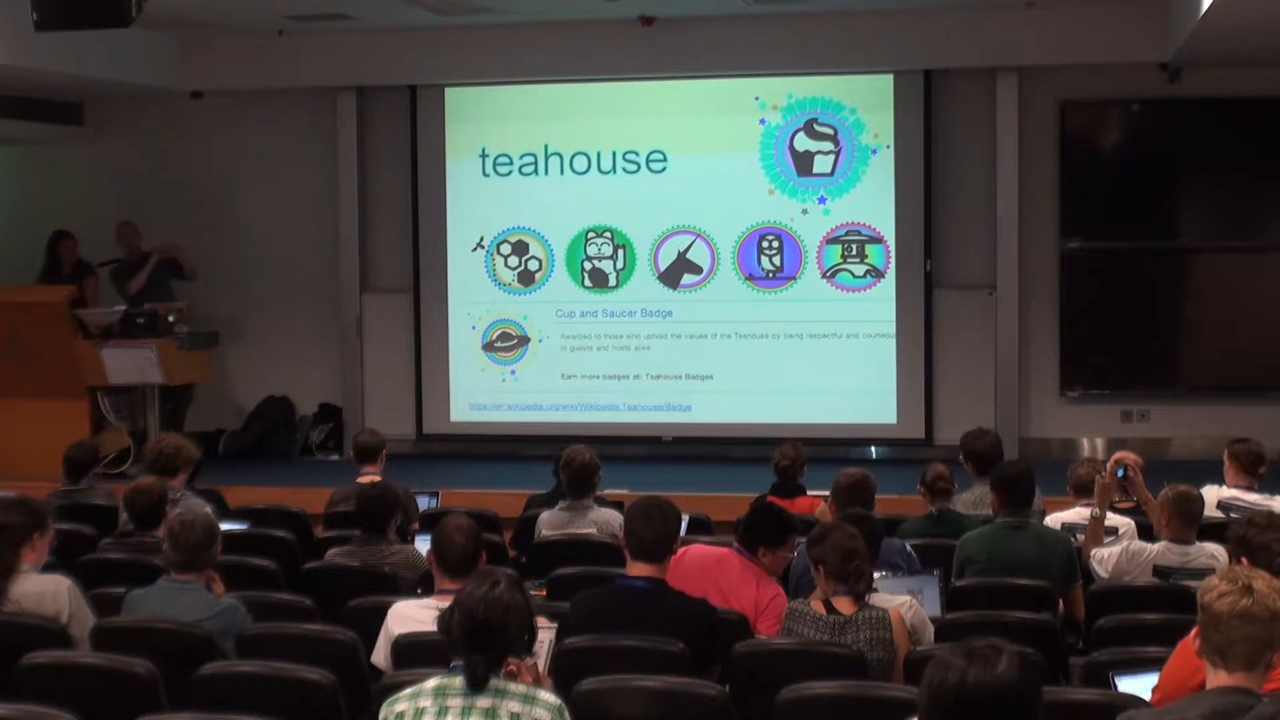 teahouse
Cup and Saucer Badge
Awarded to those who uphold the values of the Teahouse by being respectful and courteous
to guests and hosts alike
Earn more badges at: Teahouse Badges
https://en.wikipedia.org/wiki/Wikipedia:Teahouse/Badge